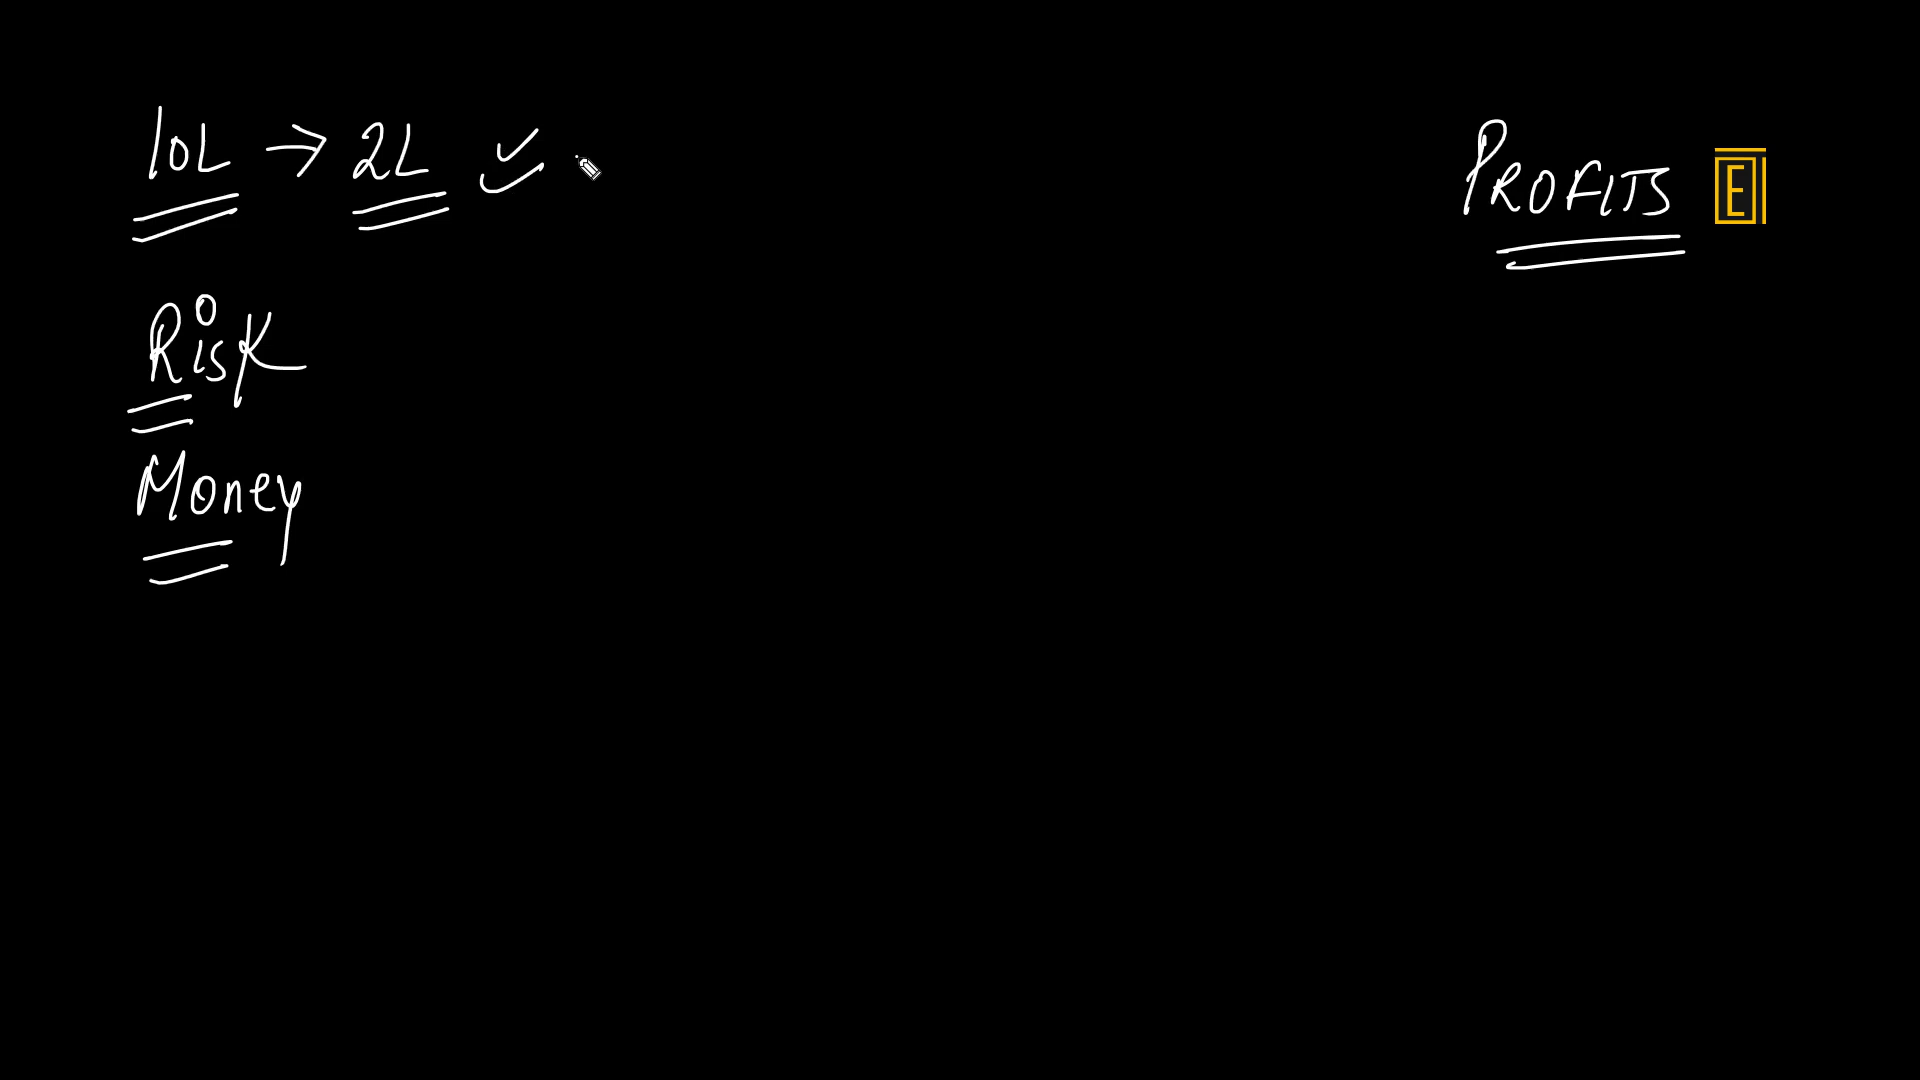 10L → 2L ✓✓
PROFITS
E
Risk
Money